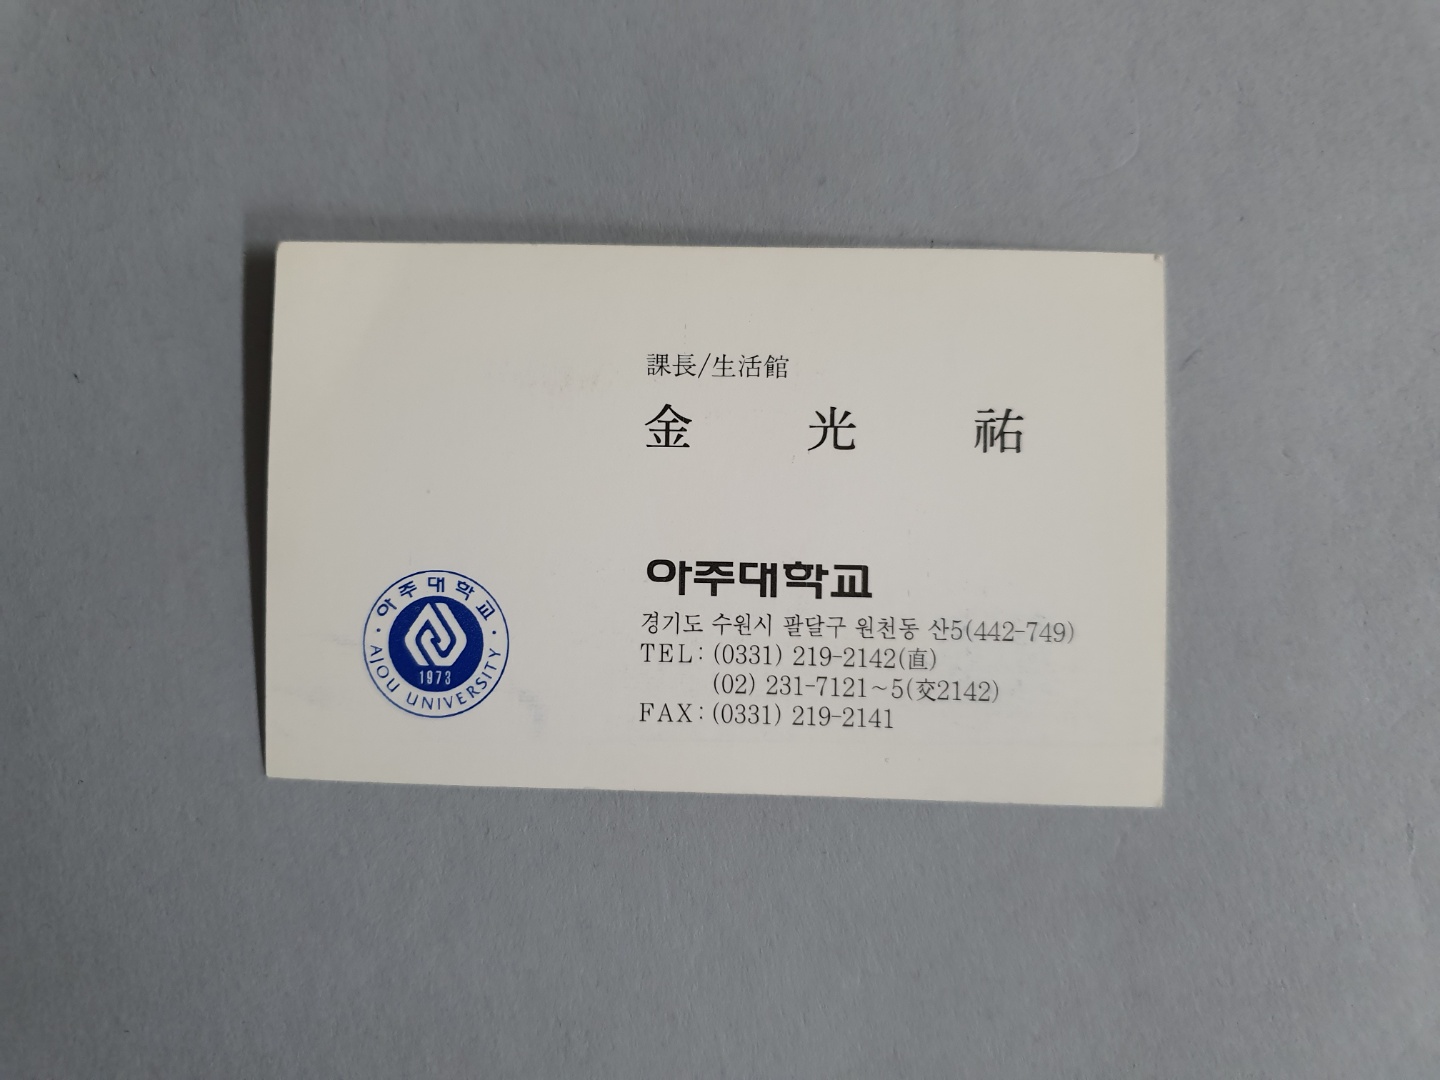 課長/生活館
金 光 祐
아주대학교
경기도 수원시 팔달구 원천동 산5(442-749)
TEL: (0331) 219-2142(直)
(02) 231-7121~5(交2142)
FAX: (0331) 219-2141
·아주대학교·
AJOU UNIVERSITY
1973